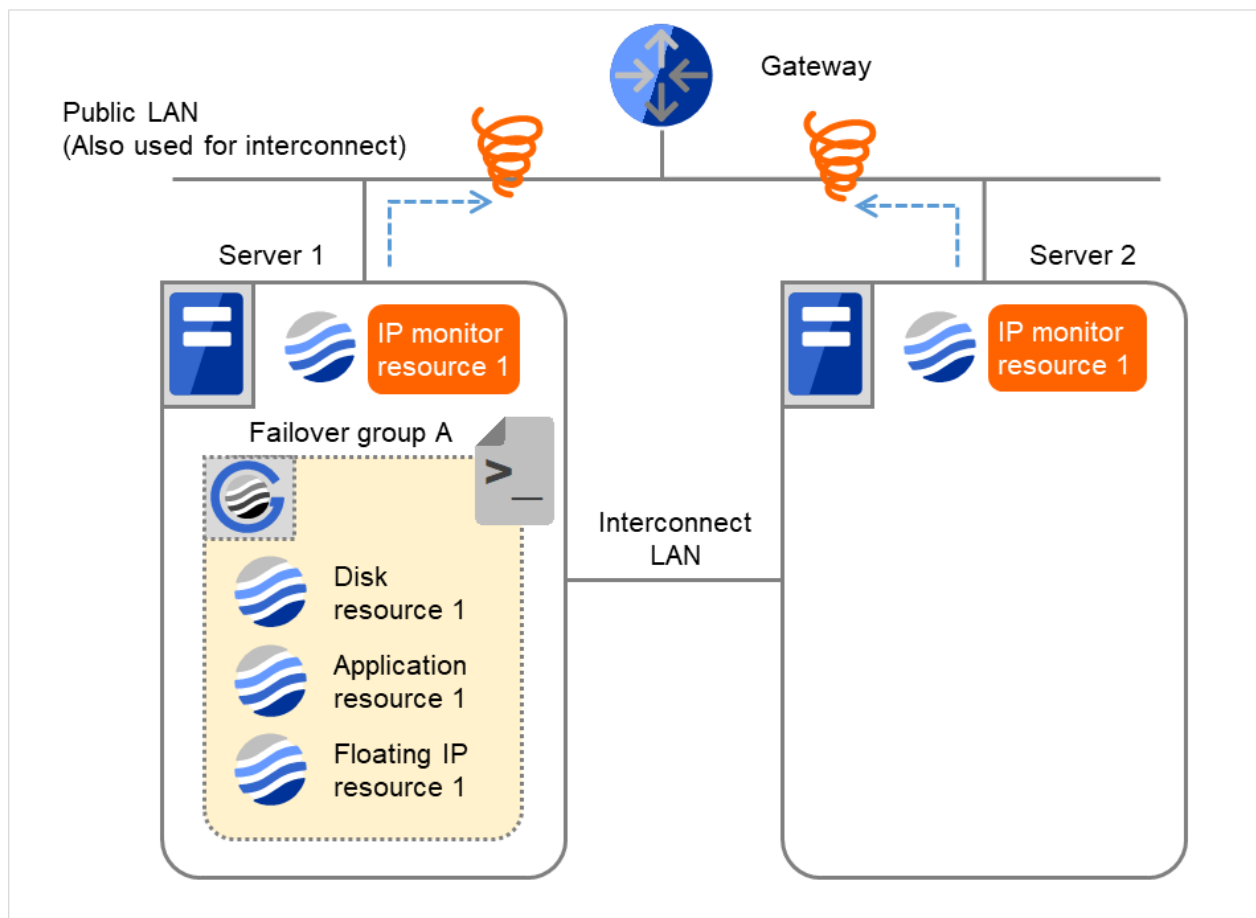 Gateway
Public LAN
(Also used for interconnect)
Server 1
Server 2
IP monitor
resource 1
IP monitor
resource 1
Failover group A
>_
Interconnect
LAN
Disk
resource 1
Application
resource 1
Floating IP
resource 1